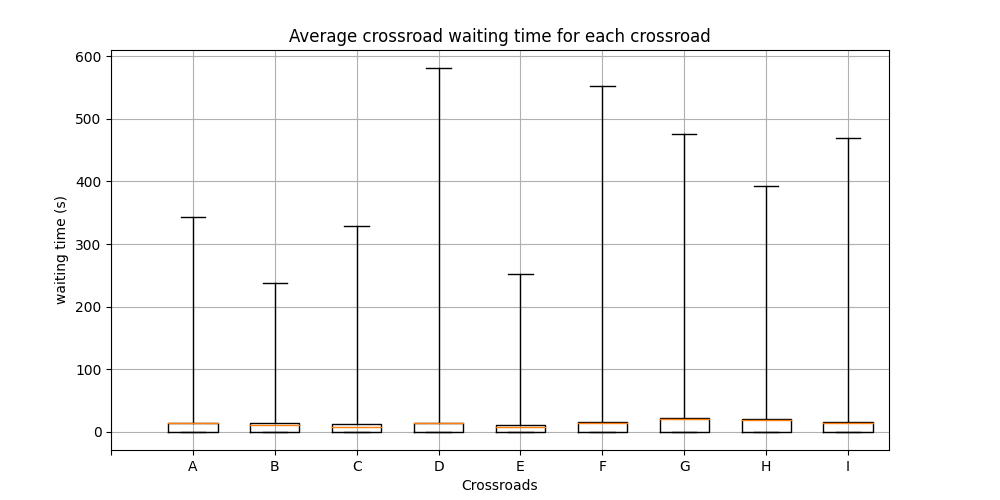 Average crossroad waiting time for each crossroad
600
500
400
300
200
100
0
waiting time (s)
A B C D E F G H I
Crossroads